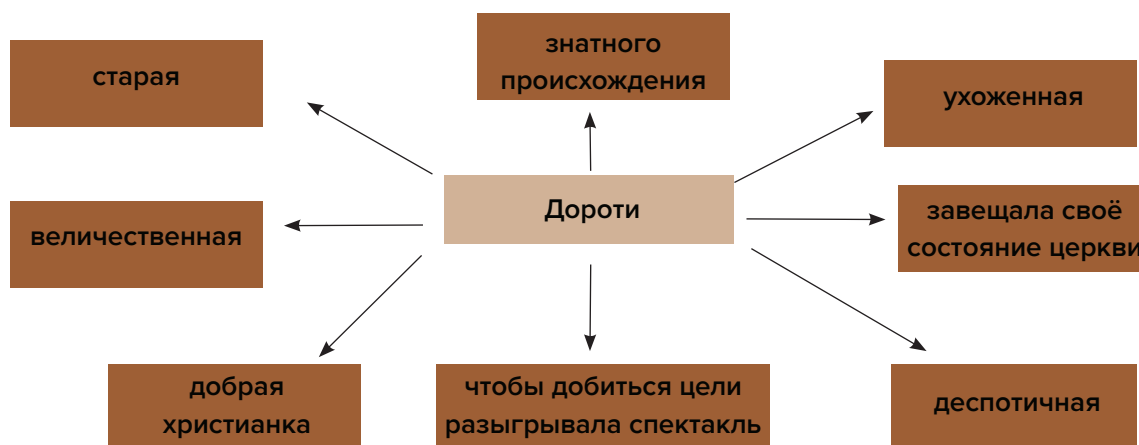 знатного
происхождения
старая
ухоженная
Дороти
величественная
завещала своё
состояние церкви
добрая
христианка
чтобы добиться цели
разыгрывала спектакль
деспотичная